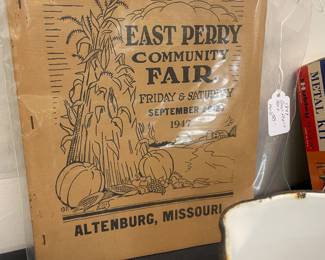 EAST PERRY
COMMUNITY
FAIR
FRIDAY & SATURDAY
SEPTEMBER
1947
ALTENBURG, MISSOURI
METAL